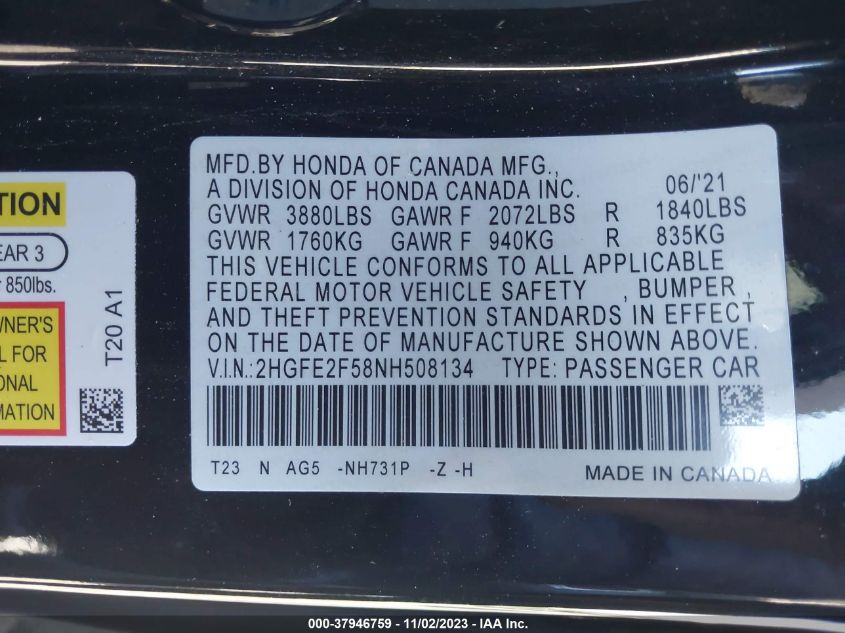 TION
EAR 3
r 850lbs.
WNER'S
L FOR
ONAL
MATION
T20 A1
MFD.BY HONDA OF CANADA MFG.,
A DIVISION OF HONDA CANADA INC. 06/'21
GVWR 3880LBS GAWR F 2072LBS R 1840LBS
GVWR 1760KG GAWR F 940KG R 835KG
THIS VEHICLE CONFORMS TO ALL APPLICABLE
FEDERAL MOTOR VEHICLE SAFETY , BUMPER ,
AND THEFT PREVENTION STANDARDS IN EFFECT
ON THE DATE OF MANUFACTURE SHOWN ABOVE.
V.I.N.:2HGFE2F58NH508134 TYPE: PASSENGER CAR
T23 N AG5 -NH731P -Z -H
MADE IN CANADA
000-37946759 - 11/02/2023 - IAA Inc.